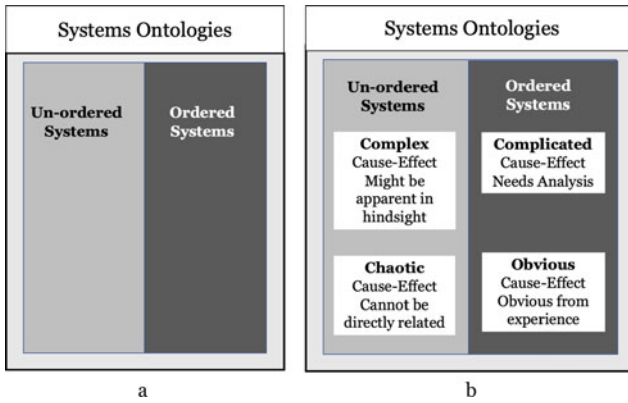 Systems Ontologies
Un-ordered
Systems
Ordered
Systems
a
Systems Ontologies
Un-ordered
Systems
Complex
Cause-Effect
Might be
apparent in
hindsight
Chaotic
Cause-Effect
Cannot be
directly related
Ordered
Systems
Complicated
Cause-Effect
Needs Analysis
Obvious
Cause-Effect
Obvious from
experience
b